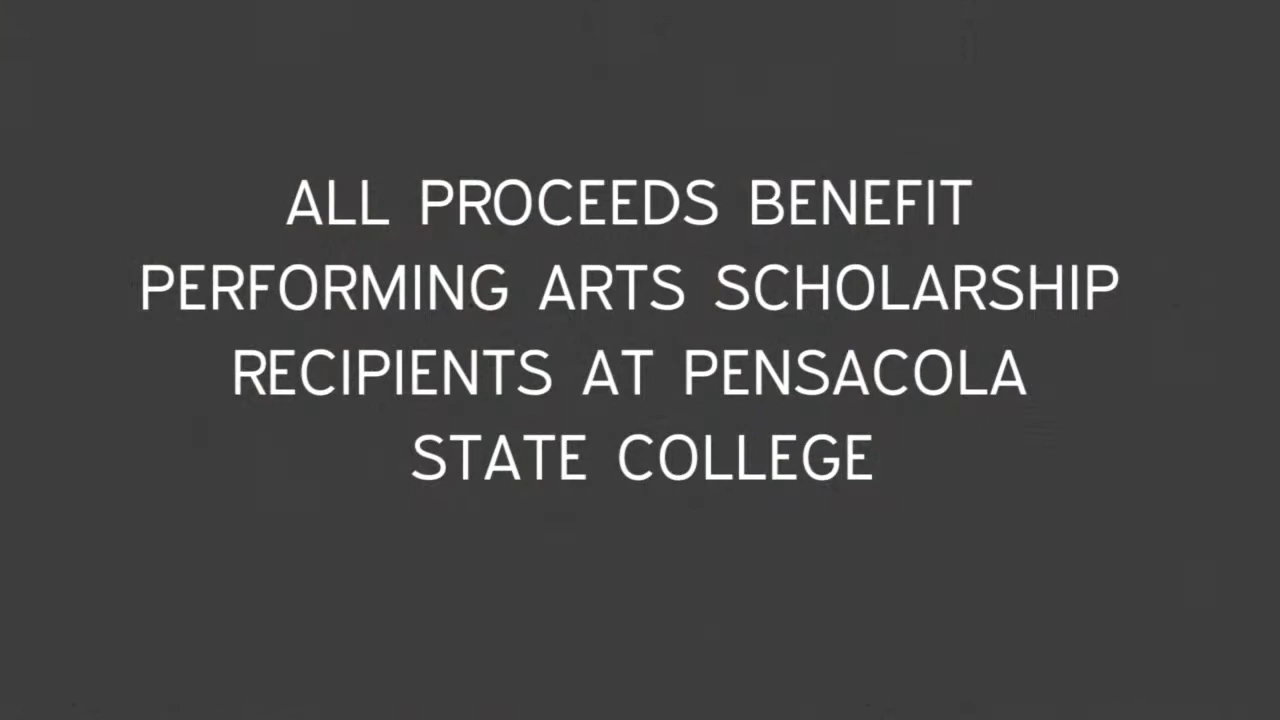 ALL PROCEEDS BENEFIT
PERFORMING ARTS SCHOLARSHIP
RECIPIENTS AT PENSACOLA
STATE COLLEGE